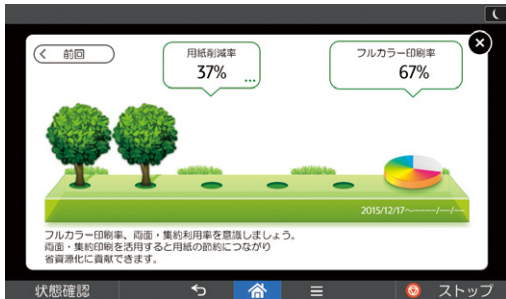 前回
用紙削減率
37%
...
フルカラー印刷率
67%
2015/12/17～----/--/--
フルカラー印刷率、両面・集約利用率を意識しましょう。
両面・集約印刷を活用すると用紙の節約につながり
省資源化に貢献できます。
状態確認
ストップ